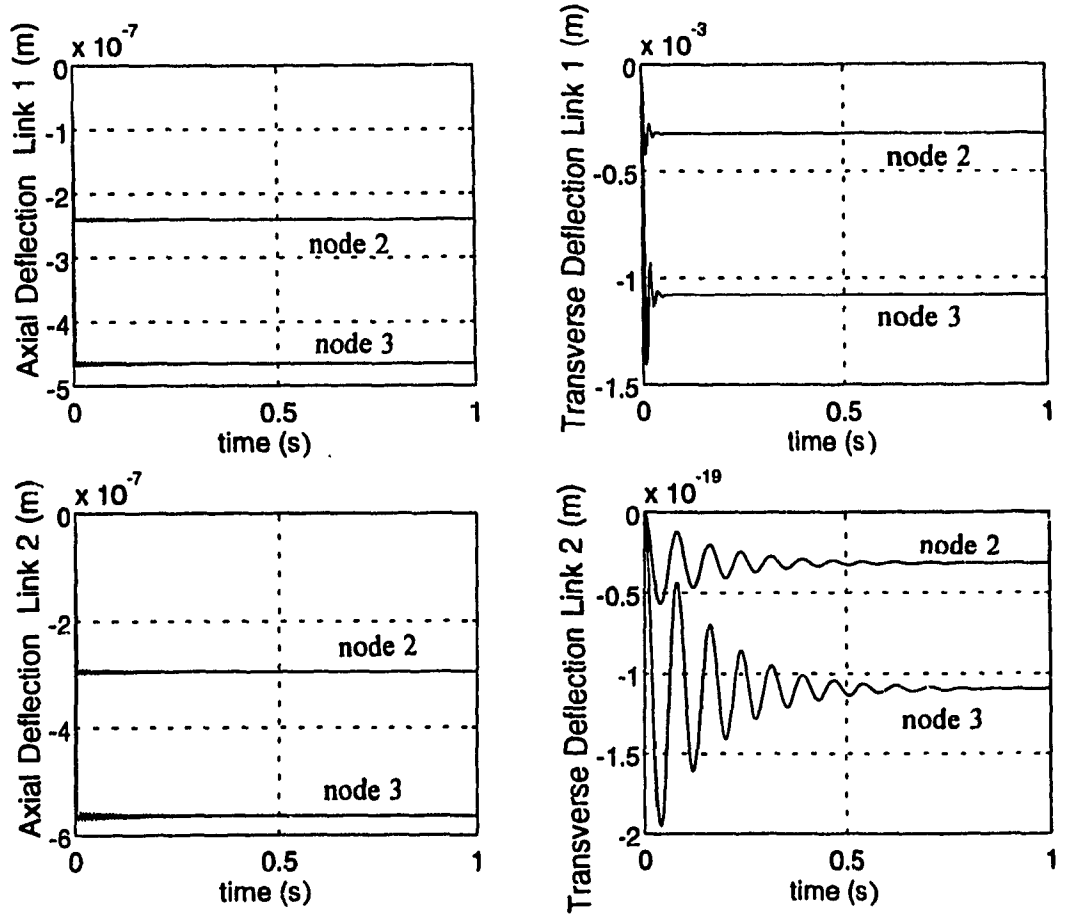 x 10^-7
Axial Deflection Link 1 (m)
0
-1
-2
-3
-4
-5
node 2
node 3
0 0.5 1
time (s)
x 10^-3
Transverse Deflection Link 1 (m)
0
-0.5
-1
-1.5
node 2
node 3
0 0.5 1
time (s)
x 10^-7
Axial Deflection Link 2 (m)
0
-2
-4
-6
node 2
node 3
0 0.5 1
time (s)
x 10^-19
Transverse Deflection Link 2 (m)
0
-0.5
-1
-1.5
-2
node 2
node 3
0 0.5 1
time (s)